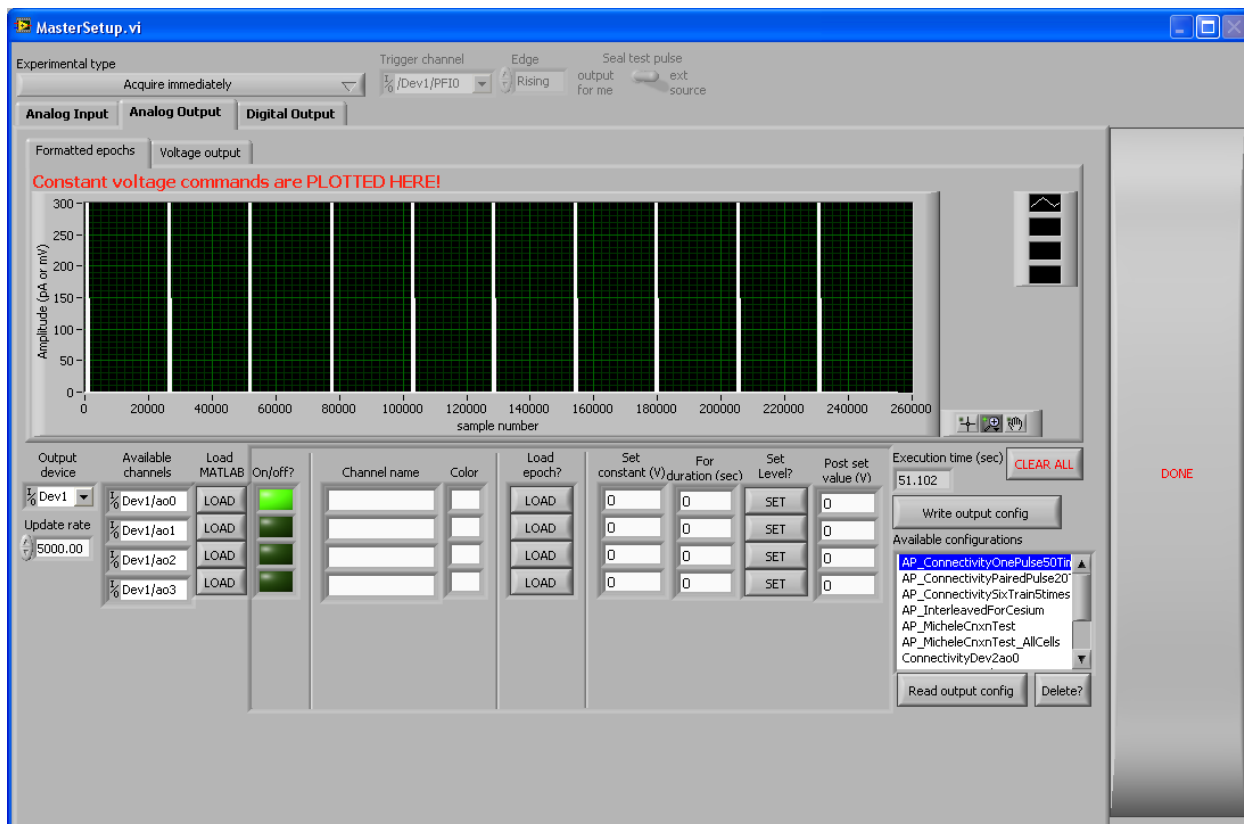 MasterSetup.vi
Experimental type
Acquire immediately
Trigger channel
/Dev1/PFI0
Edge
Rising
Seal test pulse
output for me
ext source
Analog Input
Analog Output
Digital Output
Formatted epochs
Voltage output
Constant voltage commands are PLOTTED HERE!
Amplitude (pA or mV)
300
250
200
150
100
50
0
0 20000 40000 60000 80000 100000 120000 140000 160000 180000 200000 220000 240000 260000
sample number
DONE
Output device
Dev1
Update rate
5000.00
Available channels
Dev1/ao0
Dev1/ao1
Dev1/ao2
Dev1/ao3
Load MATLAB
LOAD
LOAD
LOAD
LOAD
On/off?
Channel name
Color
Load epoch?
LOAD
LOAD
LOAD
LOAD
Set constant (V)
0
0
0
0
For duration (sec)
0
0
0
0
Set Level?
SET
SET
SET
SET
Post set value (V)
0
0
0
0
Execution time (sec)
51.102
CLEAR ALL
Write output config
Available configurations
AP_ConnectivityOnePulse50Tim
AP_ConnectivityPairedPulse20T
AP_ConnectivitySixTrain5times
AP_InterleavedForCesium
AP_MicheleCnxnTest
AP_MicheleCnxnTest_AllCells
ConnectivityDev2ao0
Read output config
Delete?